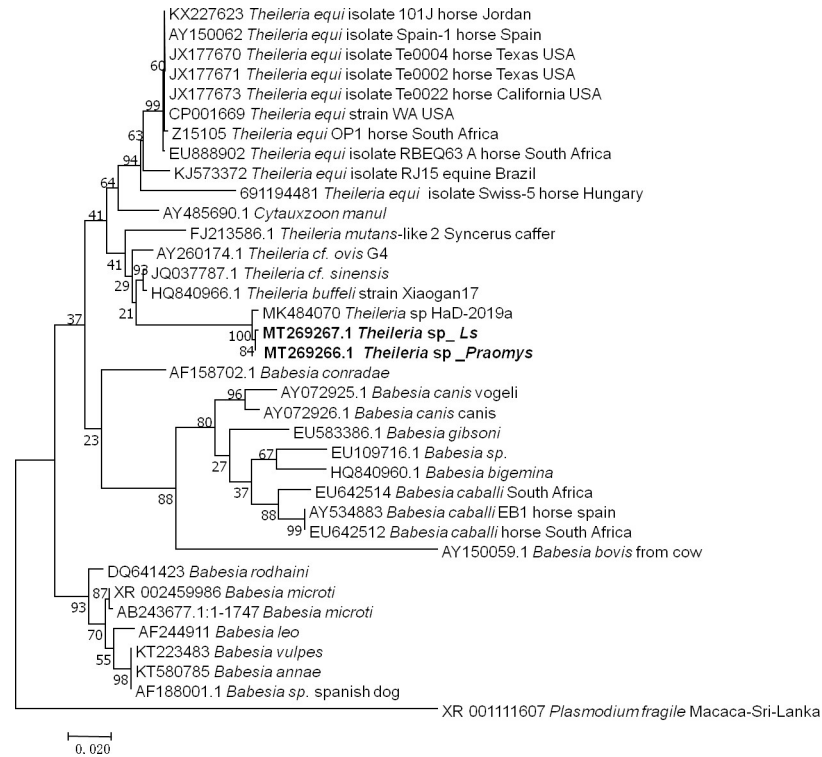 KX227623 Theileria equi isolate 101J horse Jordan
AY150062 Theileria equi isolate Spain-1 horse Spain
JX177670 Theileria equi isolate Te0004 horse Texas USA
60
JX177671 Theileria equi isolate Te0002 horse Texas USA
JX177673 Theileria equi isolate Te0022 horse California USA
99
CP001669 Theileria equi strain WA USA
63
Z15105 Theileria equi OP1 horse South Africa
EU888902 Theileria equi isolate RBEQ63 A horse South Africa
94
KJ573372 Theileria equi isolate RJ15 equine Brazil
64
691194481 Theileria equi isolate Swiss-5 horse Hungary
41
AY485690.1 Cytauxzoon manul
FJ213586.1 Theileria mutans-like 2 Syncerus caffer
AY260174.1 Theileria cf. ovis G4
41
93
JQ037787.1 Theileria cf. sinensis
29
HQ840966.1 Theileria buffeli strain Xiaogan17
21
MK484070 Theileria sp HaD-2019a
37
100
MT269267.1 Theileria sp_ Ls
84
MT269266.1 Theileria sp _Praomys
AF158702.1 Babesia conradae
96
AY072925.1 Babesia canis vogeli
AY072926.1 Babesia canis canis
80
EU583386.1 Babesia gibsoni
23
67
EU109716.1 Babesia sp.
27
HQ840960.1 Babesia bigemina
37
EU642514 Babesia caballi South Africa
88
AY534883 Babesia caballi EB1 horse spain
88
99
EU642512 Babesia caballi horse South Africa
AY150059.1 Babesia bovis from cow
DQ641423 Babesia rodhaini
87
XR 002459986 Babesia microti
93
AB243677.1:1-1747 Babesia microti
70
AF244911 Babesia leo
KT223483 Babesia vulpes
55
KT580785 Babesia annae
98
AF188001.1 Babesia sp. spanish dog
XR 001111607 Plasmodium fragile Macaca-Sri-Lanka
0.020